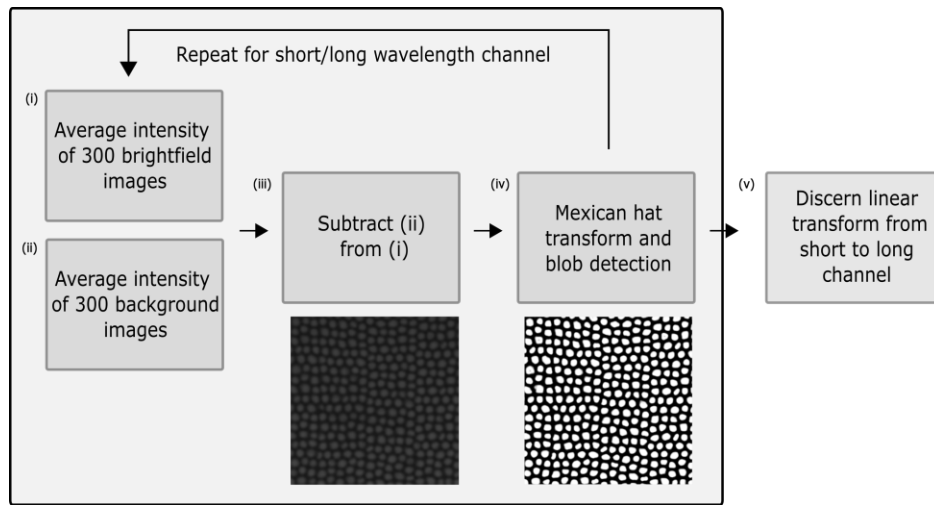 Repeat for short/long wavelength channel
(i)
Average intensity
of 300 brightfield
images
(ii)
Average intensity
of 300 background
images
(iii)
Subtract (ii)
from (i)
(iv)
Mexican hat
transform and
blob detection
(v)
Discern linear
transform from
short to long
channel